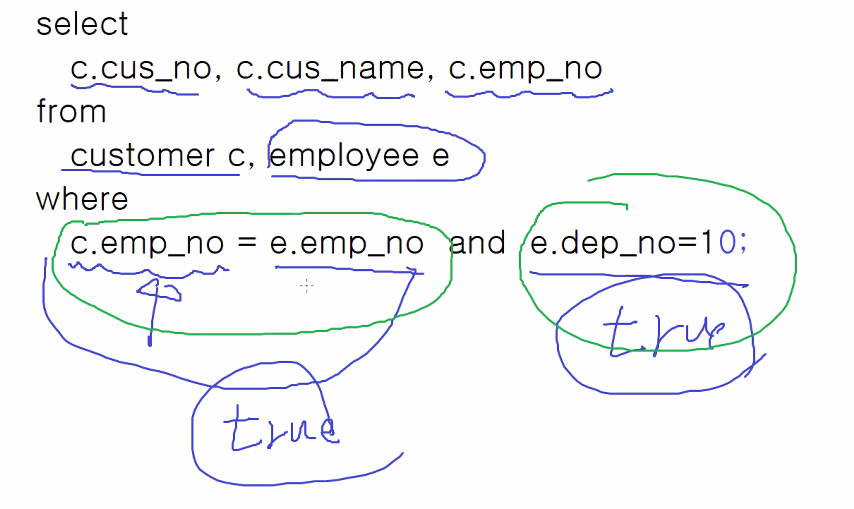 select
c.cus_no, c.cus_name, c.emp_no
from
customer c, employee e
where
c.emp_no = e.emp_no and e.dep_no=10;
true
true